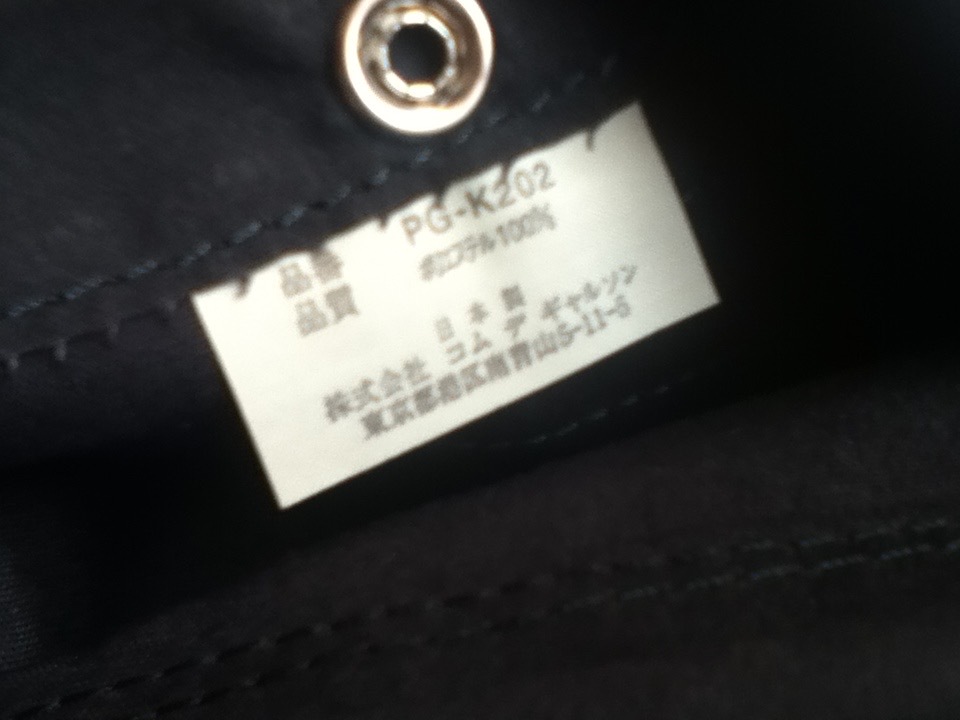 品番 PG-K202
品質 ポリエステル100%
日本製
株式会社 コム デ ギャルソン
東京都港区南青山5-11-5